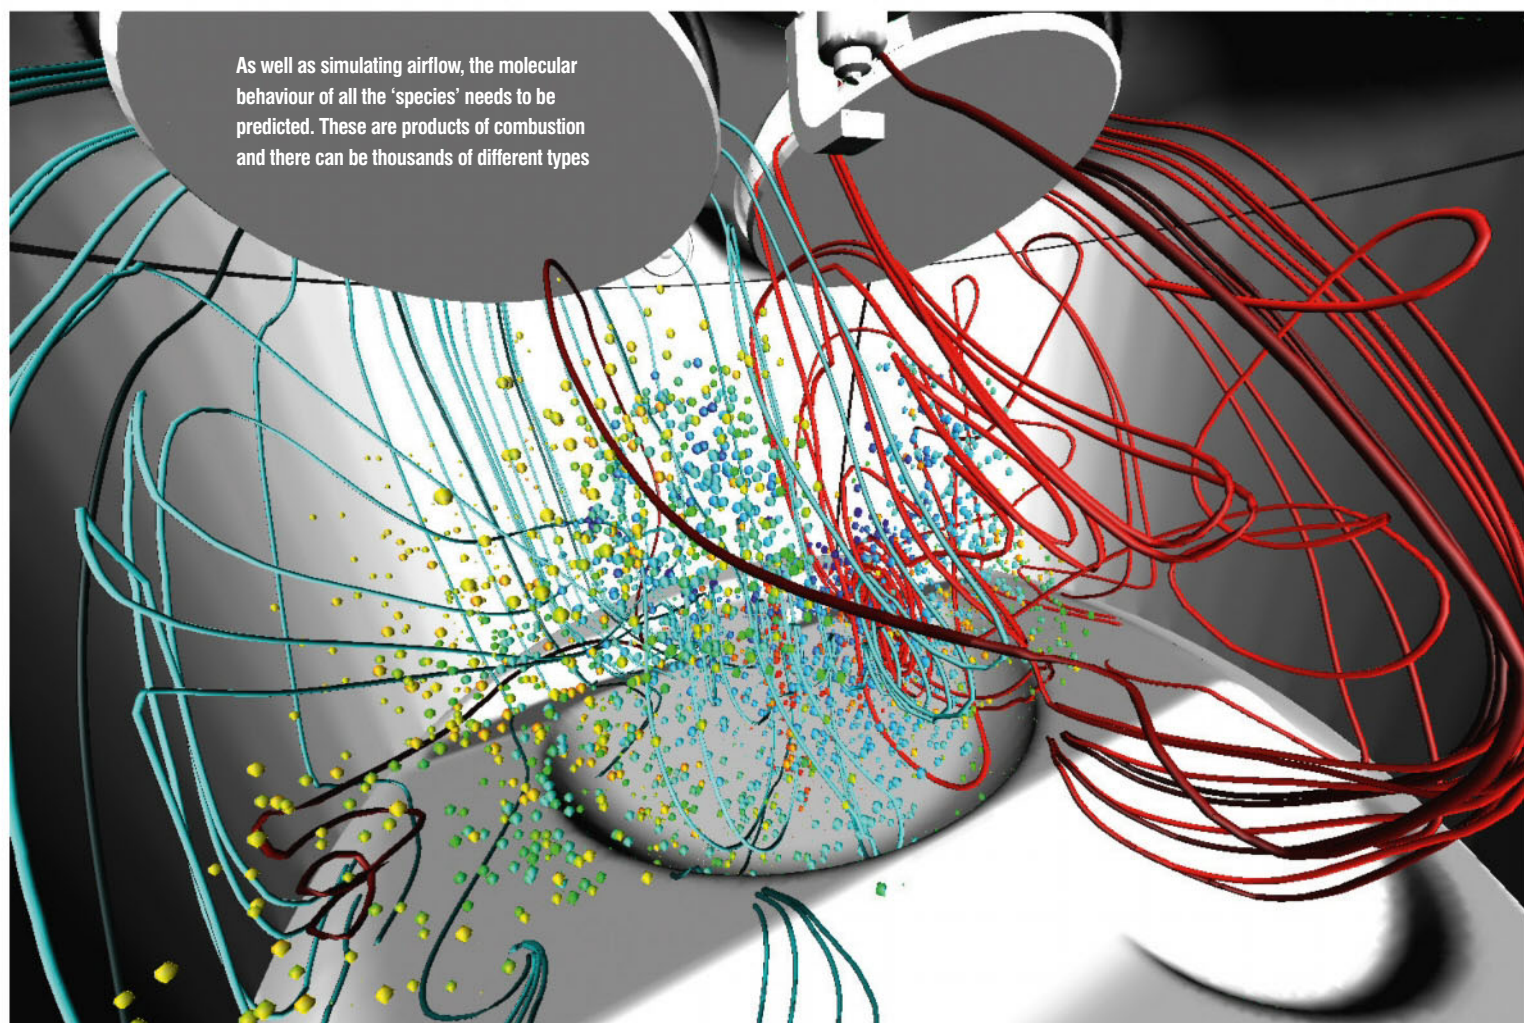 As well as simulating airflow, the molecular
behaviour of all the ‘species’ needs to be
predicted. These are products of combustion
and there can be thousands of different types